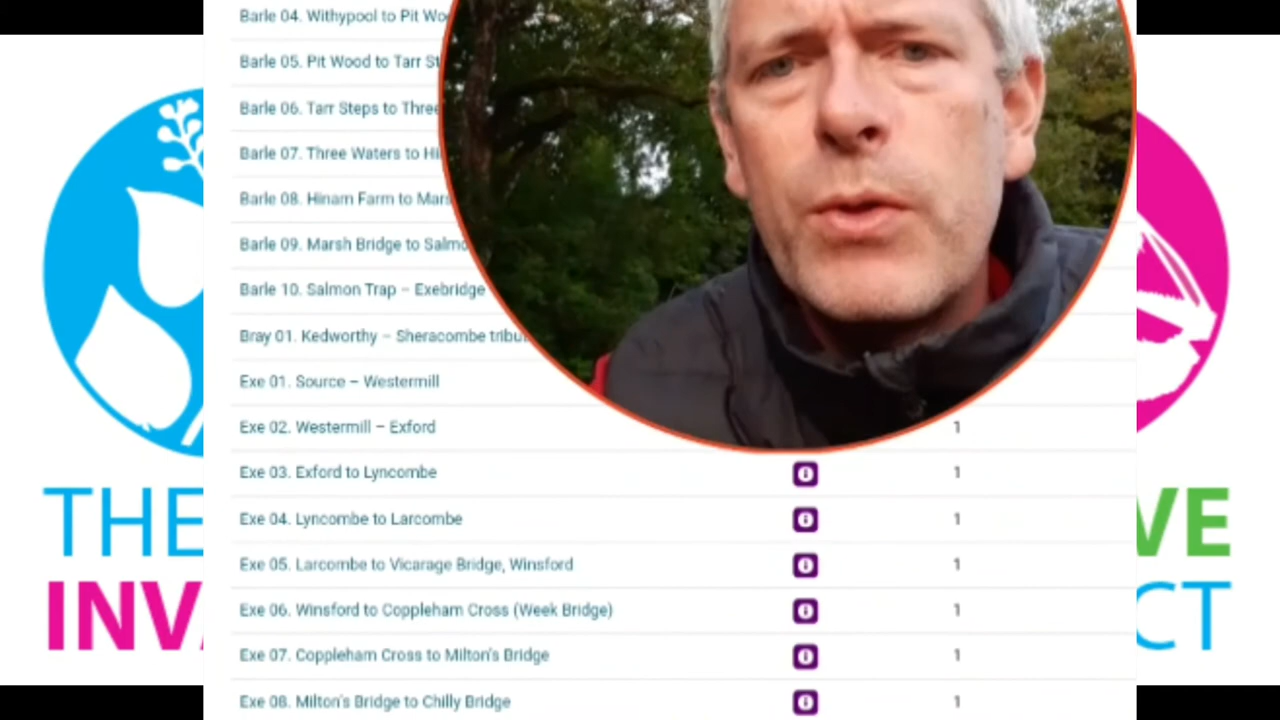 Barle 04. Withypool to Pit Wo
Barle 05. Pit Wood to Tarr St
Barle 06. Tarr Steps to Three
Barle 07. Three Waters to Hi
Barle 08. Hinam Farm to Mars
Barle 09. Marsh Bridge to Salmo
Barle 10. Salmon Trap – Exebridge
Bray 01. Kedworthy – Sheracombe tribu
Exe 01. Source – Westermill
Exe 02. Westermill – Exford 1
Exe 03. Exford to Lyncombe 1
Exe 04. Lyncombe to Larcombe 1
Exe 05. Larcombe to Vicarage Bridge, Winsford 1
Exe 06. Winsford to Coppleham Cross (Week Bridge) 1
Exe 07. Coppleham Cross to Milton's Bridge 1
Exe 08. Milton's Bridge to Chilly Bridge 1
THE
INV
VE
CT